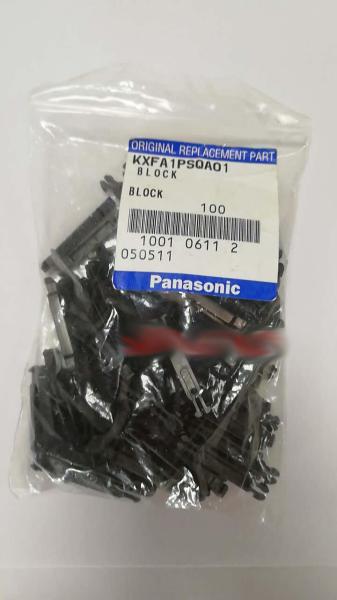 ORIGINAL REPLACEMENT PART
KXFA1PSQA01
BLOCK
BLOCK
100
1001 0611 2
050511
Panasonic